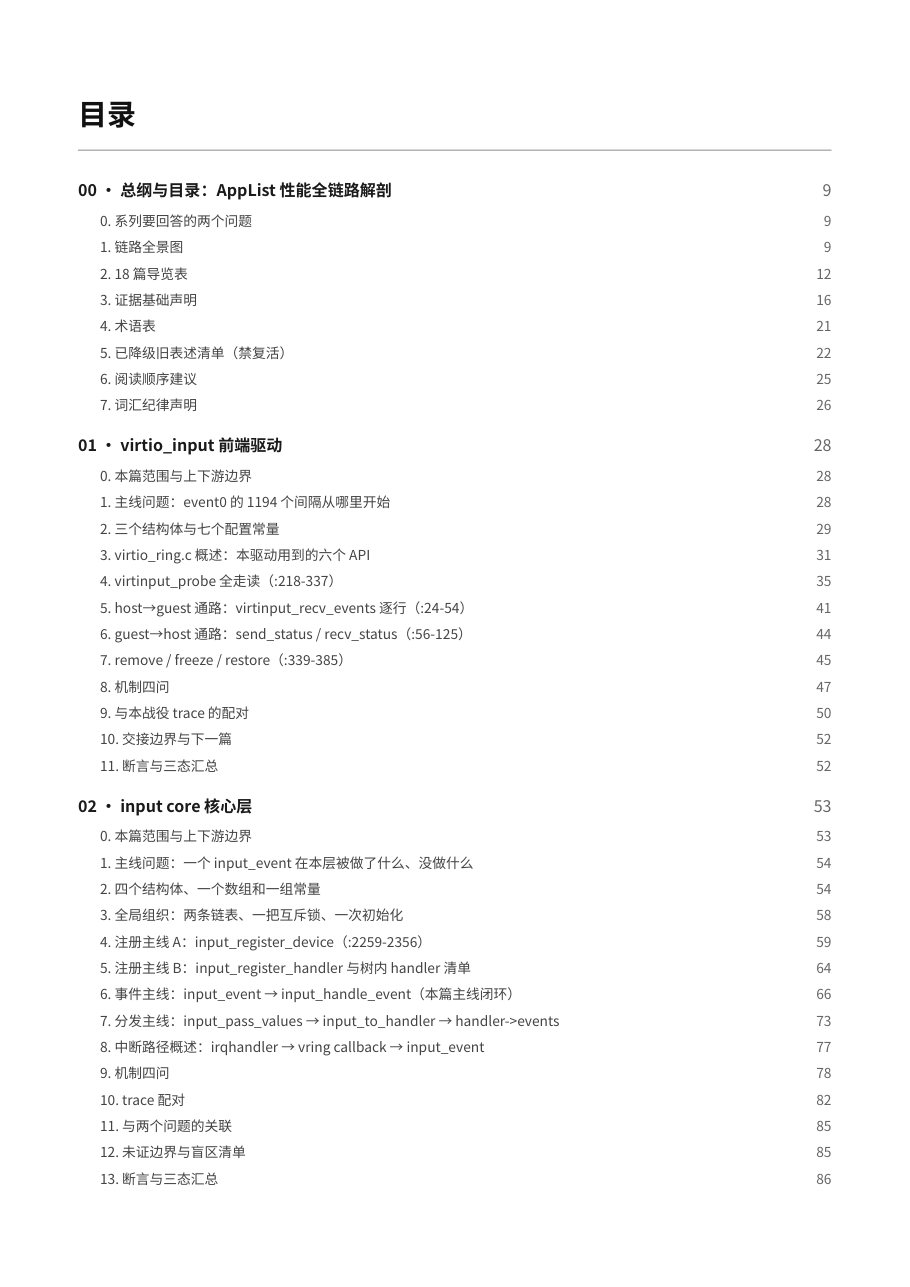 目录
00 · 总纲与目录：AppList 性能全链路解剖 9
0. 系列要回答的两个问题 9
1. 链路全景图 9
2. 18 篇导览表 12
3. 证据基础声明 16
4. 术语表 21
5. 已降级旧表述清单（禁复活） 22
6. 阅读顺序建议 25
7. 词汇纪律声明 26
01 · virtio_input 前端驱动 28
0. 本篇范围与上下游边界 28
1. 主线问题：event0 的 1194 个间隔从哪里开始 28
2. 三个结构体与七个配置常量 29
3. virtio_ring.c 概述：本驱动用到的六个 API 31
4. virtinput_probe 全走读（:218-337） 35
5. host→guest 通路：virtinput_recv_events 逐行（:24-54） 41
6. guest→host 通路：send_status / recv_status（:56-125） 44
7. remove / freeze / restore（:339-385） 45
8. 机制四问 47
9. 与本战役 trace 的配对 50
10. 交接边界与下一篇 52
11. 断言与三态汇总 52
02 · input core 核心层 53
0. 本篇范围与上下游边界 53
1. 主线问题：一个 input_event 在本层被做了什么、没做什么 54
2. 四个结构体、一个数组和一组常量 54
3. 全局组织：两条链表、一把互斥锁、一次初始化 58
4. 注册主线 A：input_register_device（:2259-2356） 59
5. 注册主线 B：input_register_handler 与树内 handler 清单 64
6. 事件主线：input_event → input_handle_event（本篇主线闭环） 66
7. 分发主线：input_pass_values → input_to_handler → handler->events 73
8. 中断路径概述：irqhandler → vring callback → input_event 77
9. 机制四问 78
10. trace 配对 82
11. 与两个问题的关联 85
12. 未证边界与盲区清单 85
13. 断言与三态汇总 86